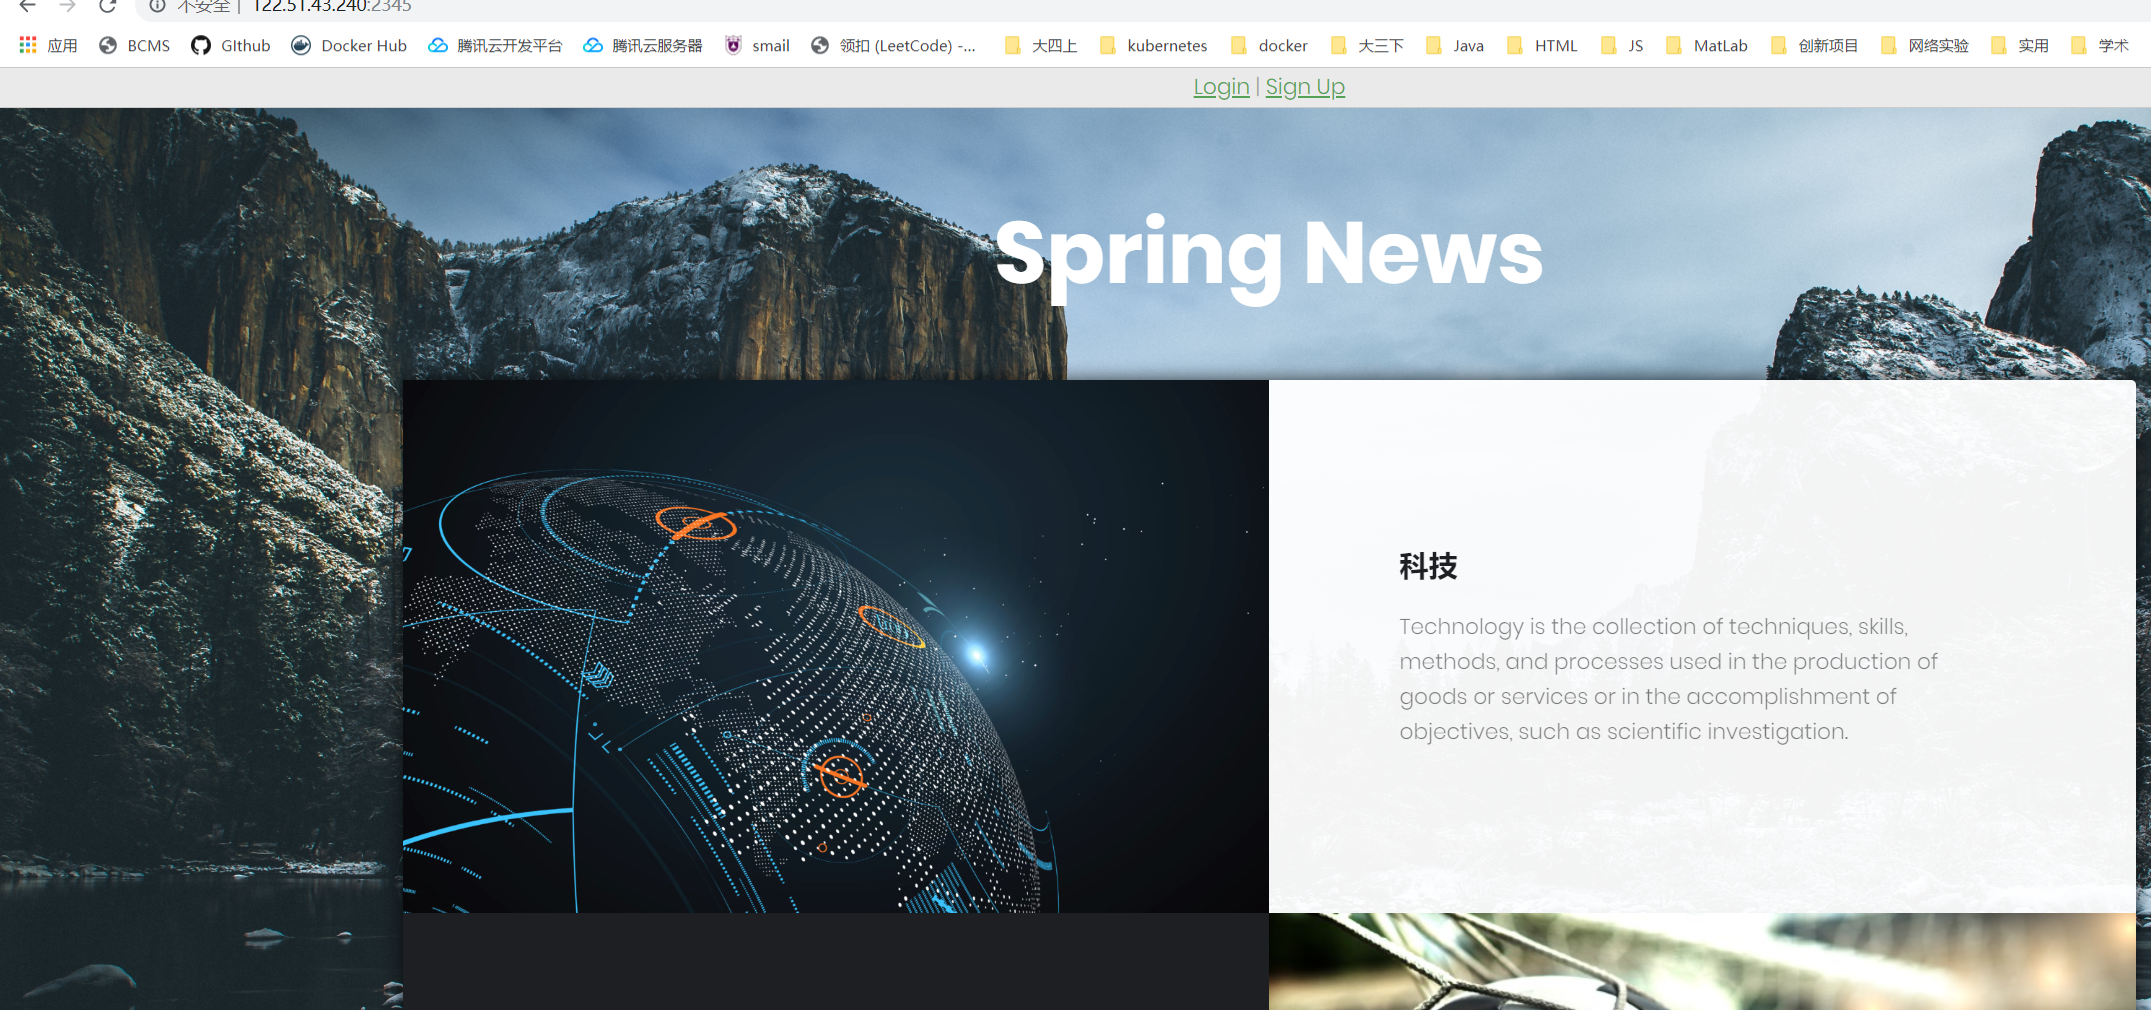 不安全 | 122.51.43.240:2345
应用 BCMS GIthub Docker Hub 腾讯云开发平台 腾讯云服务器 smail 领扣 (LeetCode) -... 大四上 kubernetes docker 大三下 Java HTML JS MatLab 创新项目 网络实验 实用 学术
Login | Sign Up
Spring News
科技
Technology is the collection of techniques, skills,
methods, and processes used in the production of
goods or services or in the accomplishment of
objectives, such as scientific investigation.